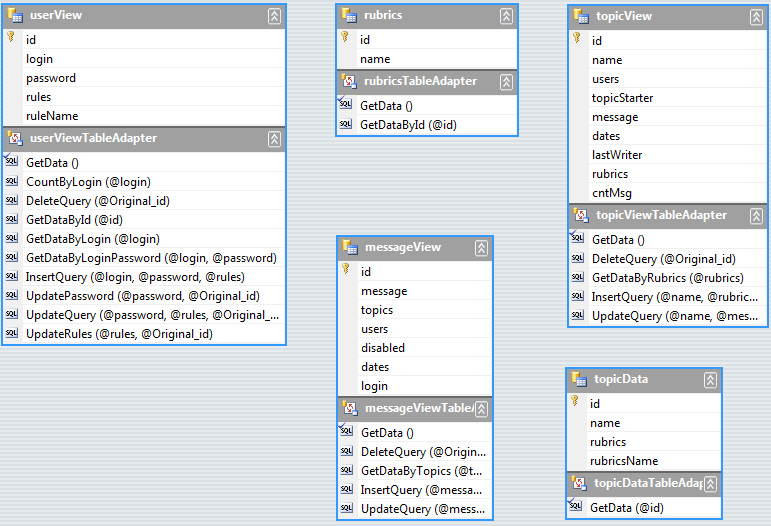 userView
id
login
password
rules
ruleName
userViewTableAdapter
GetData ()
CountByLogin (@login)
DeleteQuery (@Original_id)
GetDataById (@id)
GetDataByLogin (@login)
GetDataByLoginPassword (@login, @password)
InsertQuery (@login, @password, @rules)
UpdatePassword (@password, @Original_id)
UpdateQuery (@password, @rules, @Original_...
UpdateRules (@rules, @Original_id)
rubrics
id
name
rubricsTableAdapter
GetData ()
GetDataById (@id)
messageView
id
message
topics
users
disabled
dates
login
messageViewTableA
GetData ()
DeleteQuery (@Origin...
GetDataByTopics (@t...
InsertQuery (@messa...
UpdateQuery (@mess...
topicView
id
name
users
topicStarter
message
dates
lastWriter
rubrics
cntMsg
topicViewTableAdapter
GetData ()
DeleteQuery (@Original_id)
GetDataByRubrics (@rubrics)
InsertQuery (@name, @rubric...
UpdateQuery (@name, @mes...
topicData
id
name
rubrics
rubricsName
topicDataTableAdap
GetData (@id)